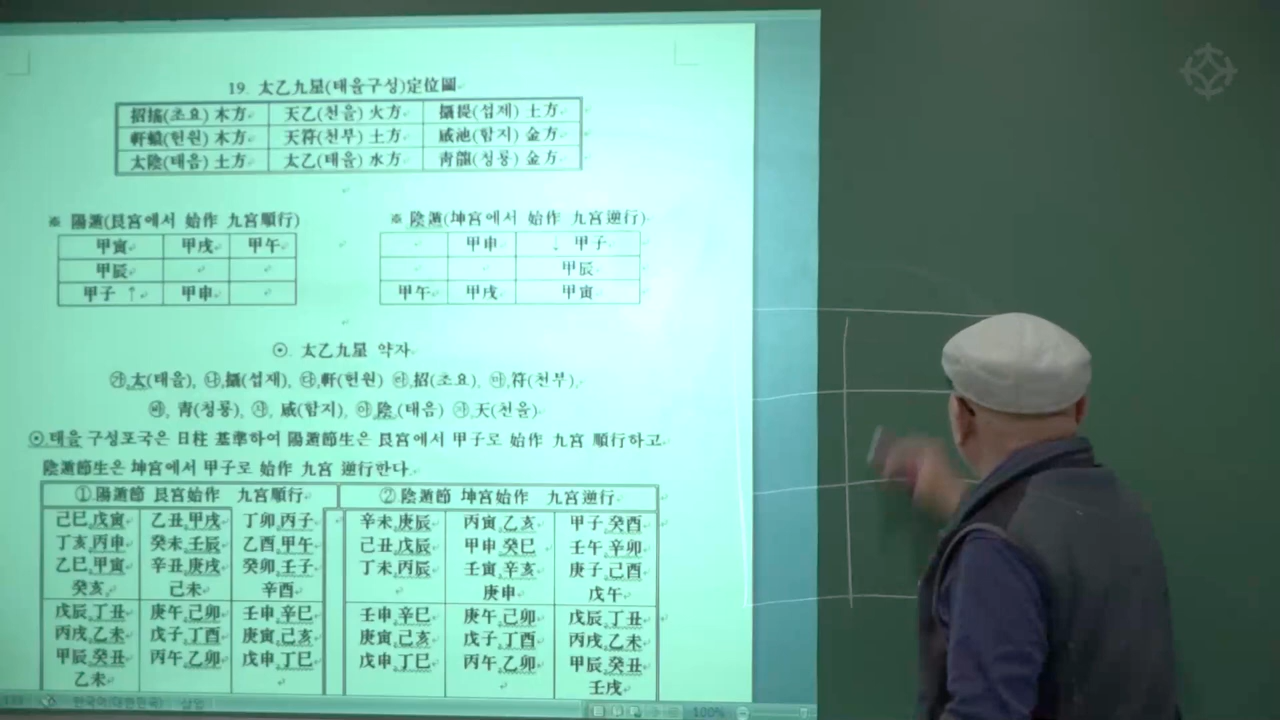 19. 太乙九星(태을구성)定位圖
招搖(초요) 木方 天乙(천을) 火方 攝提(섭제) 土方
軒轅(헌원) 木方 天符(천부) 土方 咸池(함지) 金方
太陰(태음) 土方 太乙(태을) 水方 靑龍(청룡) 金方
※ 陽遁(艮宮에서 始作 九宮順行) ※ 陰遁(坤宮에서 始作 九宮逆行)
甲寅 甲戌 甲午 甲申 ↓ 甲子
甲辰 甲辰
甲子 ↑ 甲申 甲午 甲戌 甲寅
⊙. 太乙九星 약자
㉮,太(태을), ㉯,攝(섭제), ㉰,軒(헌원) ㉱,招(초요), ㉲,符(천부),
㉳, 靑(청룡), ㉴, 咸(함지), ㉵,陰,(태음) ㉶,天(천을)
⊙.태을 구성포국은 日柱 基準하여 陽遁節生은 艮宮에서 甲子로 始作 九宮 順行하고
陰遁節生은 坤宮에서 甲子로 始作 九宮 逆行한다.
①.陽遁節 艮宮始作 九宮順行 ②.陰遁節 坤宮始作 九宮逆行
己巳,戊寅 乙丑,甲戌 丁卯,丙子 辛未,庚辰 丙寅,乙亥 甲子,癸酉
丁亥,丙申 癸未,壬辰 乙酉,甲午 己丑,戊辰 甲申,癸巳 壬午,辛卯
乙巳,甲寅 辛丑,庚戌 癸卯,壬子 丁未,丙辰 壬寅,辛亥 庚子,己酉
癸亥 己未 辛酉 庚申 戊午
戊辰,丁丑 庚午,己卯 壬申,辛巳 壬申,辛巳 庚午,己卯 戊辰,丁丑
丙戌,乙未 戊子,丁酉 庚寅,己亥 庚寅,己亥 戊子,丁酉 丙戌,乙未
甲辰,癸丑 丙午,乙卯 戊申,丁巳 戊申,丁巳 丙午,乙卯 甲辰,癸丑
乙未 壬戌
한국어(대한민국) 삽입 100%